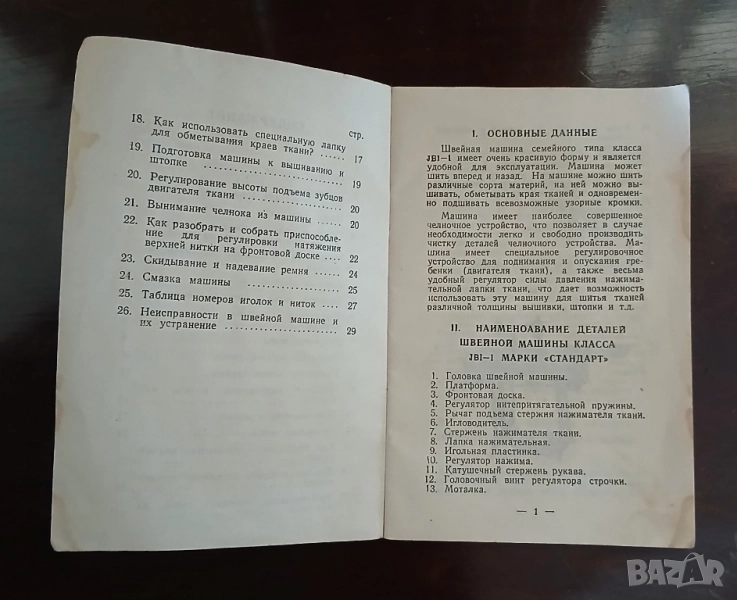 стр.
18. Как использовать специальную лапку
для обметывания краев ткани? ...... 17
19. Подготовка машины к вышиванию и
штопке ........................ 19
20. Регулирование высоты подъема зубцов
двигателя ткани ................ 20
21. Вынимание челнока из машины ..... 20
22. Как разобрать и собрать приспособле-
ние для регулировки натяжения
верхней нитки на фронтовой доске .. 22
23. Скидывание и надевание ремня .... 24
24. Смазка машины ................ 25
25. Таблица номеров иголок и ниток .... 27
26. Неисправности в швейной машине и
их устранение .................. 29
I. ОСНОВНЫЕ ДАННЫЕ
Швейная машина семейного типа класса
JB1—1 имеет очень красивую форму и является
удобной для эксплуатации. Машина может
шить вперед и назад. На машине можно шить
различные сорта материй, на ней можно вы-
шивать, обметывать края тканей и одновремен-
но подшивать всевозможные узорные кромки.
Машина имеет наиболее совершенное
челночное устройство, что позволяет в случае
необходимости легко и свободно производить
чистку деталей челночного устройства. Ма-
шина имеет специальное регулировочное
устройство для поднимания и опускания гре-
бенки (двигателя ткани), а также весьма
удобный регулятор силы давления нажима-
тельной лапки ткани, что дает возможность
использовать эту машину для шитья тканей
различной толщины вышивки, штопки и т.д.
II. НАИМЕНОАВАНИЕ ДЕТАЛЕЙ
ШВЕЙНОЙ МАШИНЫ КЛАССА
JB1—1 МАРКИ «СТАНДАРТ»
1. Головка швейной машины.
2. Платформа.
3. Фронтовая доска.
4. Регулятор нитепритягательной пружины.
5. Рычаг подъема стержня нажимателя ткани.
6. Игловодитель.
7. Стержень нажимателя ткани.
8. Лапка нажимательная.
9. Игольная пластинка.
10. Регулятор нажима.
11. Катушечный стержень рукава.
12. Головочный винт регулятора строчки.
13. Моталка.
— 1 —
BAZAR